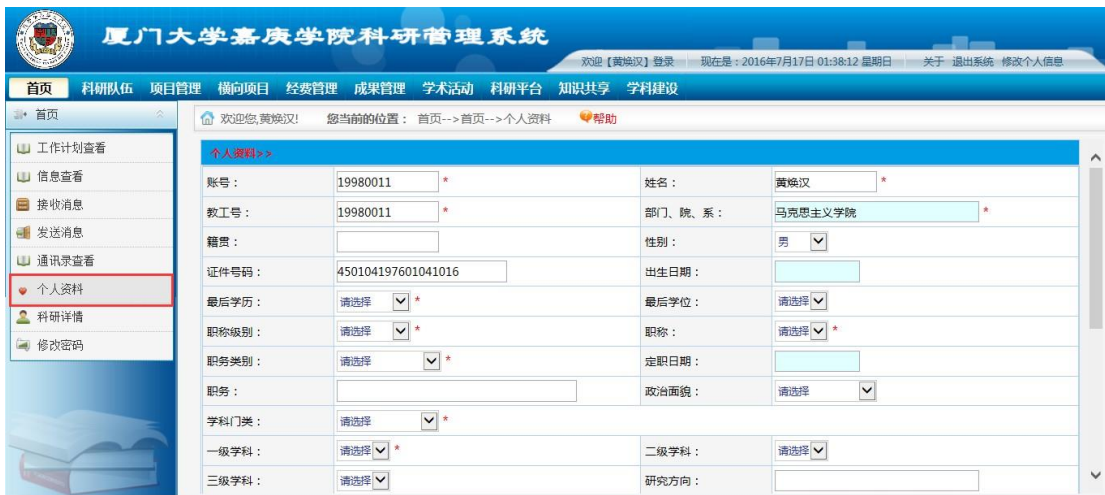 厦门大学嘉庚学院科研管理系统
欢迎【黄焕汉】登录 现在是：2016年7月17日 01:38:12 星期日 关于 退出系统 修改个人信息
首页 科研队伍 项目管理 横向项目 经费管理 成果管理 学术活动 科研平台 知识共享 学科建设
首页
欢迎您,黄焕汉! 您当前的位置： 首页-->首页-->个人资料 帮助
工作计划查看
信息查看
接收消息
发送消息
通讯录查看
个人资料
科研详情
修改密码
个人资料>>
账号： 19980011 * 姓名： 黄焕汉 *
教工号： 19980011 * 部门、院、系： 马克思主义学院 *
籍贯： 性别： 男
证件号码： 450104197601041016 出生日期：
最后学历： 请选择 * 最后学位： 请选择
职称级别： 请选择 * 职称： 请选择 *
职务类别： 请选择 * 定职日期：
职务： 政治面貌： 请选择
学科门类： 请选择 *
一级学科： 请选择 * 二级学科： 请选择
三级学科： 请选择 研究方向：